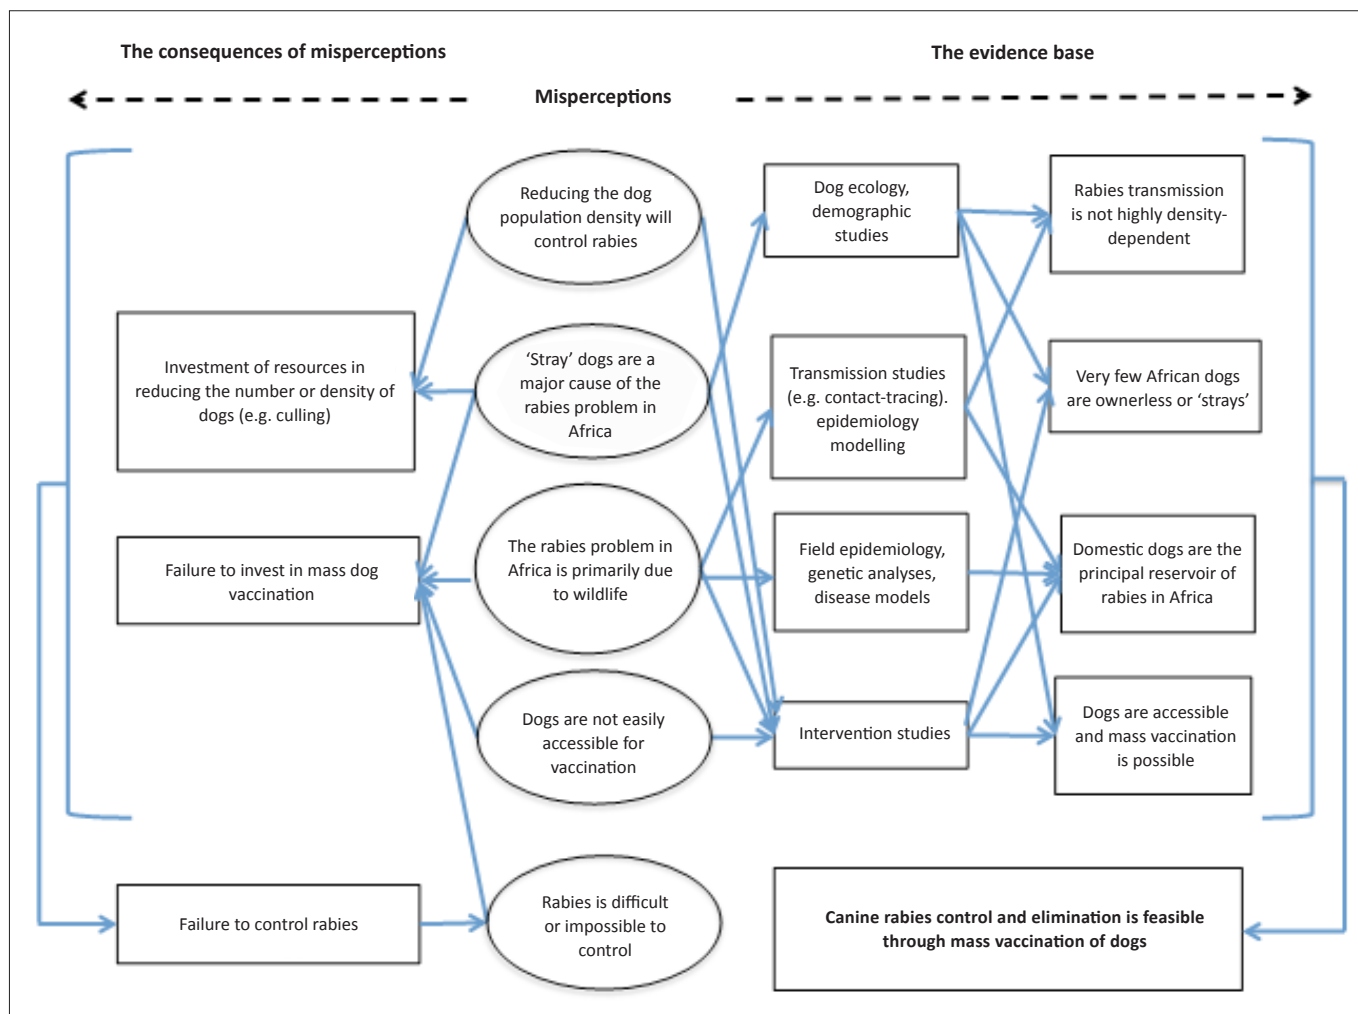 The consequences of misperceptions
The evidence base
Misperceptions
Reducing the dog
population density will
control rabies
Dog ecology,
demographic
studies
Rabies transmission
is not highly density-
dependent
Investment of resources in
reducing the number or density of
dogs (e.g. culling)
‘Stray’ dogs are a
major cause of the
rabies problem in
Africa
Transmission studies
(e.g. contact-tracing).
epidemiology
modelling
Very few African dogs
are ownerless or ‘strays’
Failure to invest in mass dog
vaccination
The rabies problem in
Africa is primarily due
to wildlife
Field epidemiology,
genetic analyses,
disease models
Domestic dogs are the
principal reservoir of
rabies in Africa
Dogs are not easily
accessible for
vaccination
Intervention studies
Dogs are accessible
and mass vaccination
is possible
Failure to control rabies
Rabies is difficult
or impossible to
control
Canine rabies control and elimination is feasible
through mass vaccination of dogs